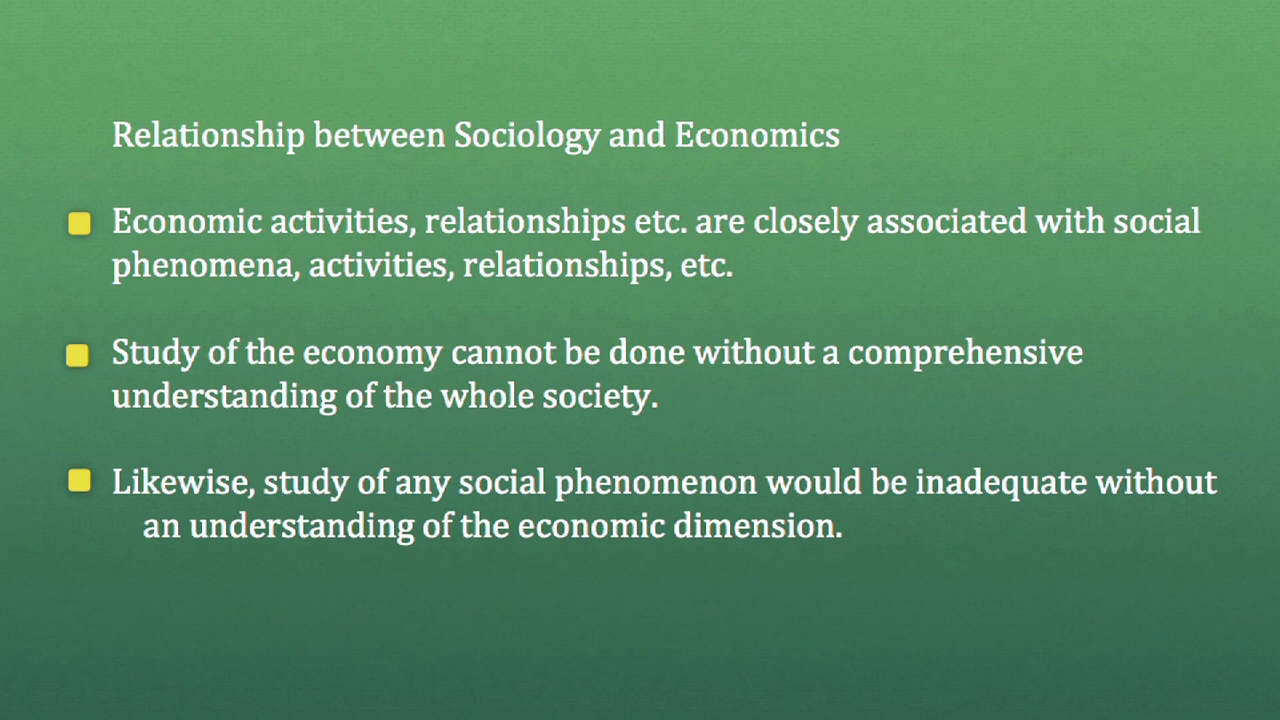 Relationship between Sociology and Economics
Economic activities, relationships etc. are closely associated with social
phenomena, activities, relationships, etc.
Study of the economy cannot be done without a comprehensive
understanding of the whole society.
Likewise, study of any social phenomenon would be inadequate without
an understanding of the economic dimension.